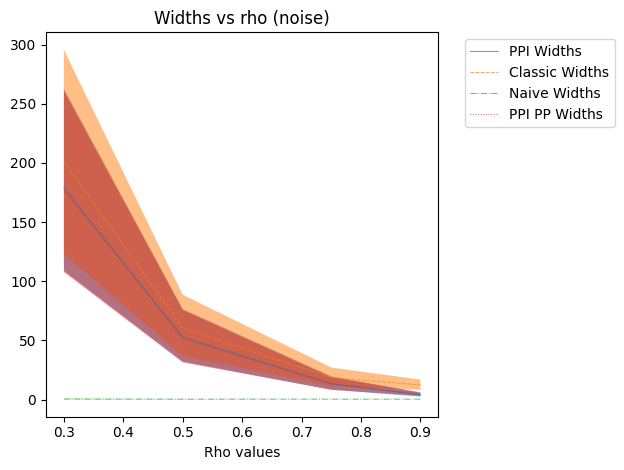 Widths vs rho (noise)
PPI Widths
Classic Widths
Naive Widths
PPI PP Widths
300
250
200
150
100
50
0
0.3 0.4 0.5 0.6 0.7 0.8 0.9
Rho values